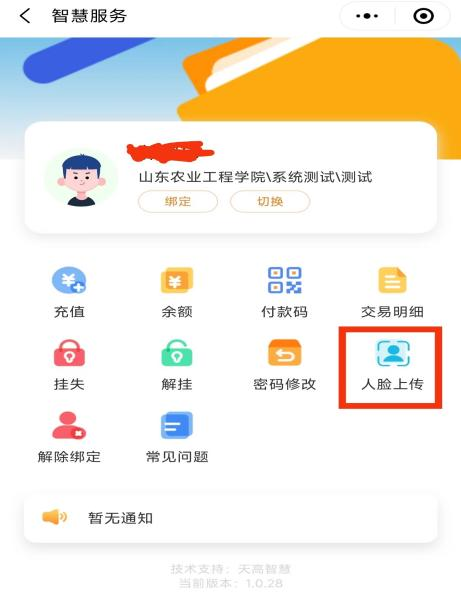 智慧服务
山东农业工程学院\系统测试\测试
绑定 切换
充值 余额 付款码 交易明细
挂失 解挂 密码修改 人脸上传
解除绑定 常见问题
暂无通知
技术支持：天高智慧
当前版本：1.0.28